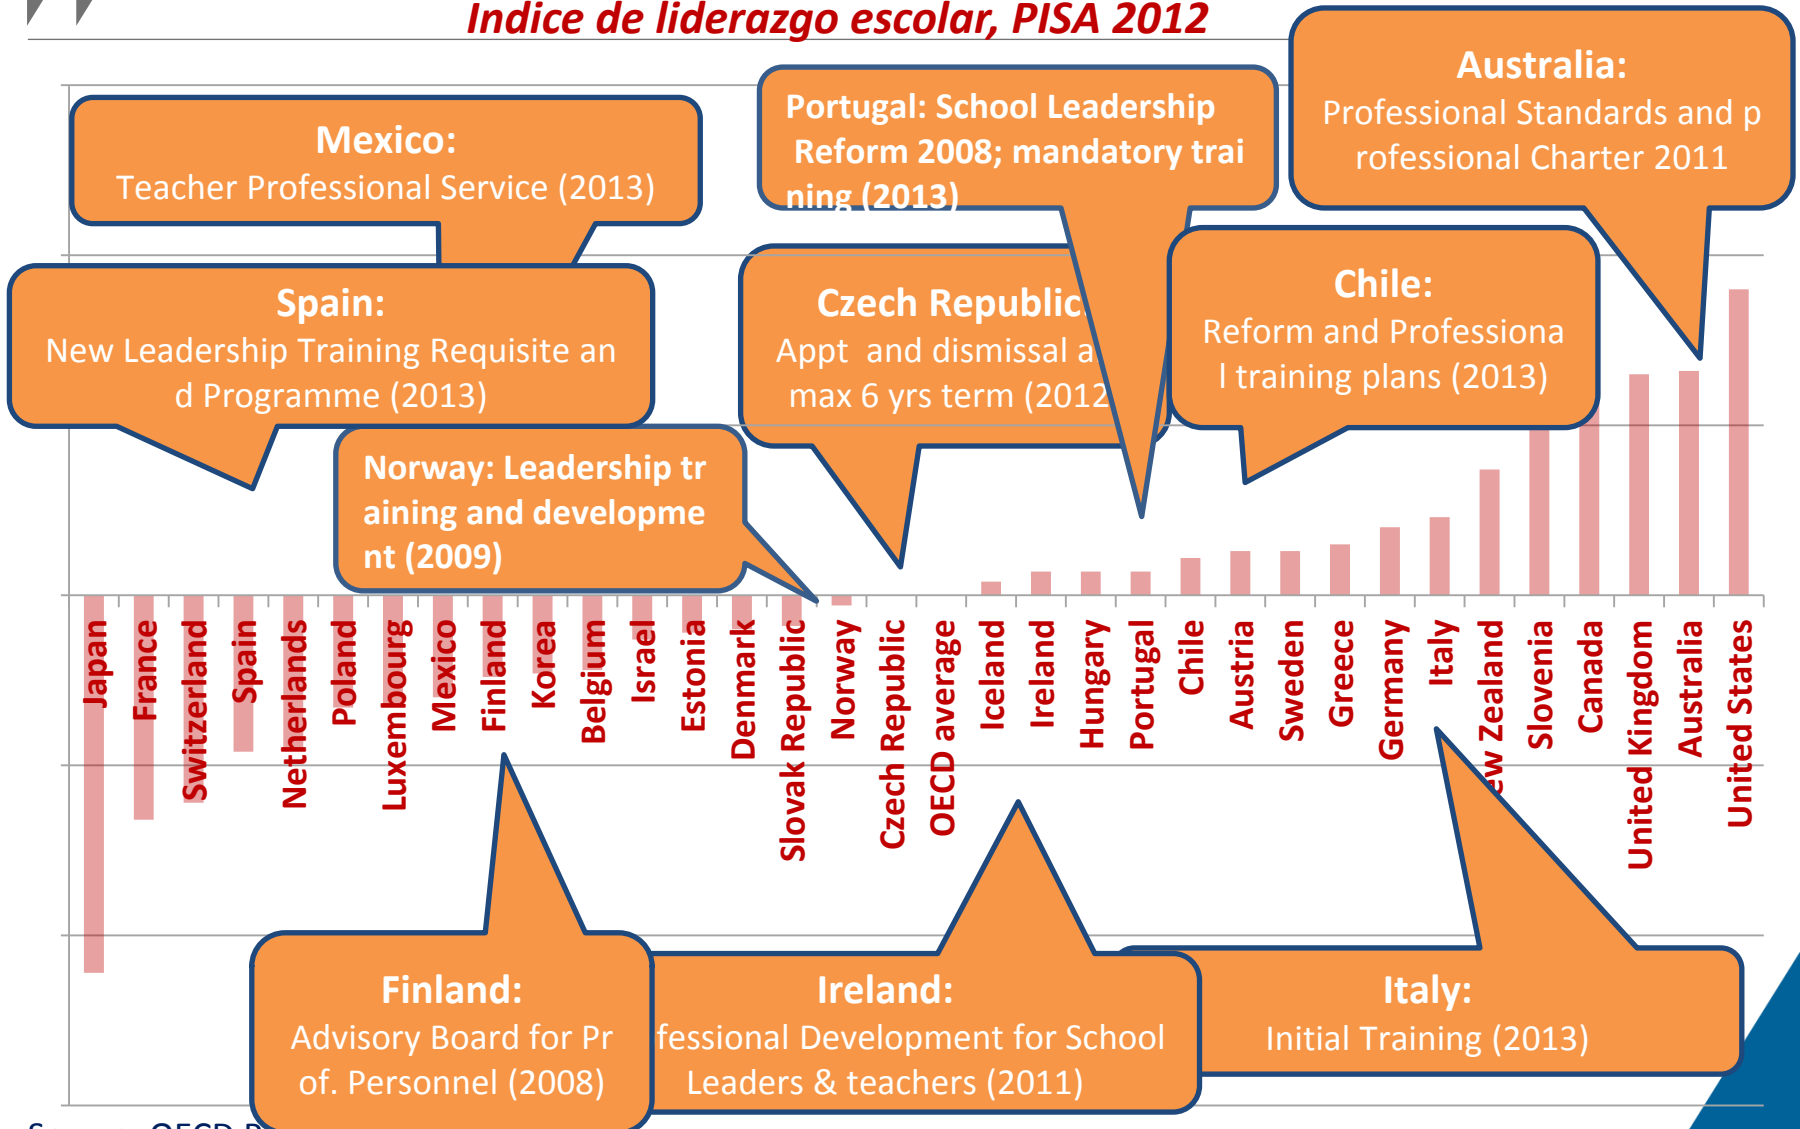 Indice de liderazgo escolar, PISA 2012
Mexico:
Teacher Professional Service (2013)
Portugal: School Leadership
Reform 2008; mandatory trai
ning (2013)
Australia:
Professional Standards and p
rofessional Charter 2011
Spain:
New Leadership Training Requisite an
d Programme (2013)
Czech Republic
Appt and dismissal a
max 6 yrs term (2012
Chile:
Reform and Professiona
l training plans (2013)
Norway: Leadership tr
aining and developme
nt (2009)
Japan
France
Switzerland
Spain
Netherlands
Poland
Luxembourg
Mexico
Finland
Korea
Belgium
Israel
Estonia
Denmark
Slovak Republic
Norway
Czech Republic
OECD average
Iceland
Ireland
Hungary
Portugal
Chile
Austria
Sweden
Greece
Germany
Italy
ew Zealand
Slovenia
Canada
United Kingdom
Australia
United States
Finland:
Advisory Board for Pr
of. Personnel (2008)
Ireland:
fessional Development for School
Leaders & teachers (2011)
Italy:
Initial Training (2013)
OECD